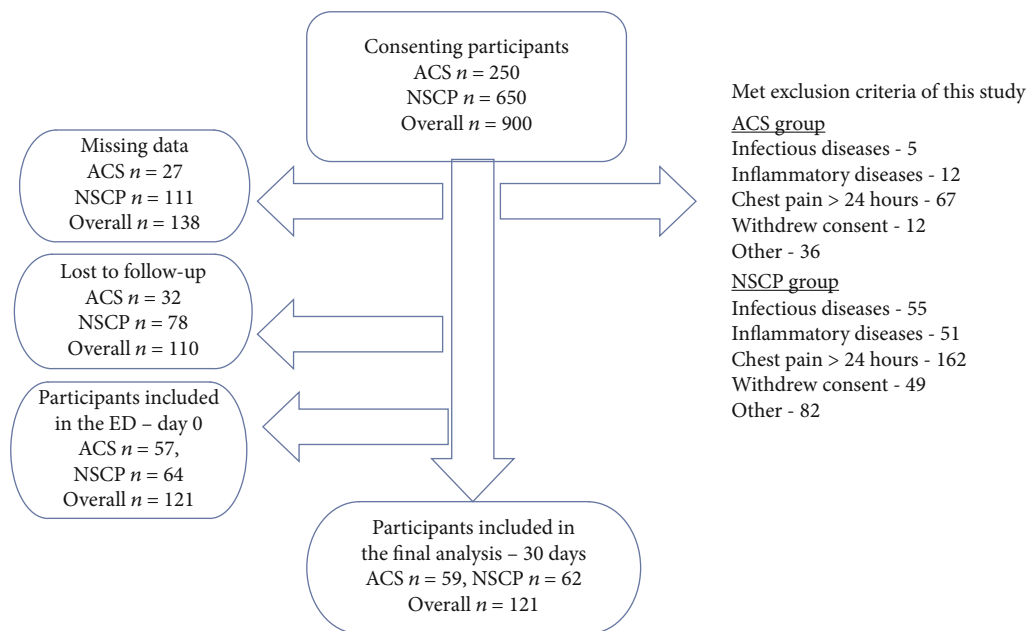 Consenting participants
ACS n = 250
NSCP n = 650
Overall n = 900
Missing data
ACS n = 27
NSCP n = 111
Overall n = 138
Lost to follow-up
ACS n = 32
NSCP n = 78
Overall n = 110
Participants included
in the ED – day 0
ACS n = 57,
NSCP n = 64
Overall n = 121
Met exclusion criteria of this study
ACS group
Infectious diseases - 5
Inflammatory diseases - 12
Chest pain > 24 hours - 67
Withdrew consent - 12
Other - 36
NSCP group
Infectious diseases - 55
Inflammatory diseases - 51
Chest pain > 24 hours - 162
Withdrew consent - 49
Other - 82
Participants included in
the final analysis – 30 days
ACS n = 59, NSCP n = 62
Overall n = 121